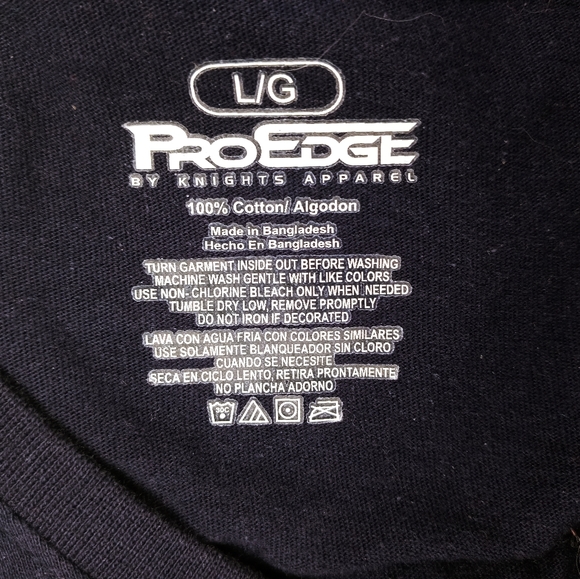 L/G
PROEDGE
BY KNIGHTS APPAREL
100% Cotton/ Algodon
Made in Bangladesh
Hecho En Bangladesh
TURN GARMENT INSIDE OUT BEFORE WASHING
MACHINE WASH GENTLE WITH LIKE COLORS
USE NON- CHLORINE BLEACH ONLY WHEN NEEDED
TUMBLE DRY LOW, REMOVE PROMPTLY
DO NOT IRON IF DECORATED
LAVA CON AGUA FRIA CON COLORES SIMILARES
USE SOLAMENTE BLANQUEADOR SIN CLORO
CUANDO SE NECESITE
SECA EN CICLO LENTO, RETIRA PRONTAMENTE
NO PLANCHA ADORNO
30C